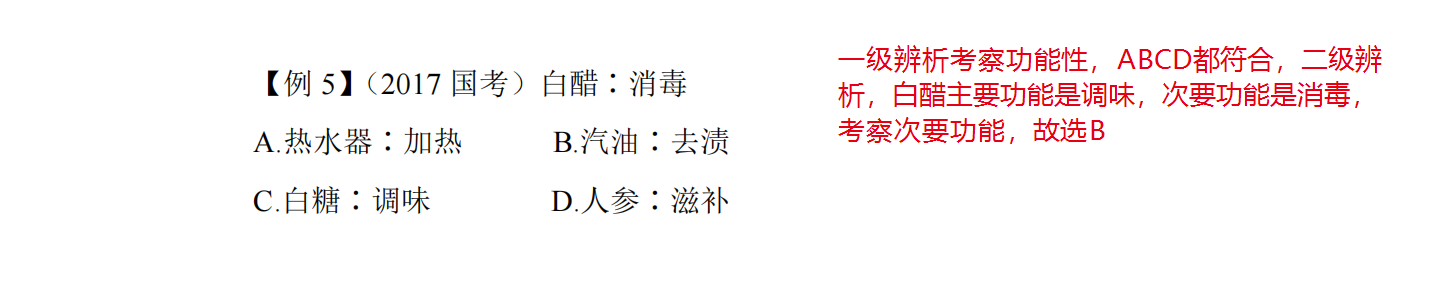 【例 5】（2017 国考）白醋∶消毒
A.热水器∶加热 B.汽油∶去渍
C.白糖∶调味 D.人参∶滋补
一级辨析考察功能性，ABCD都符合，二级辨
析，白醋主要功能是调味，次要功能是消毒，
考察次要功能，故选B